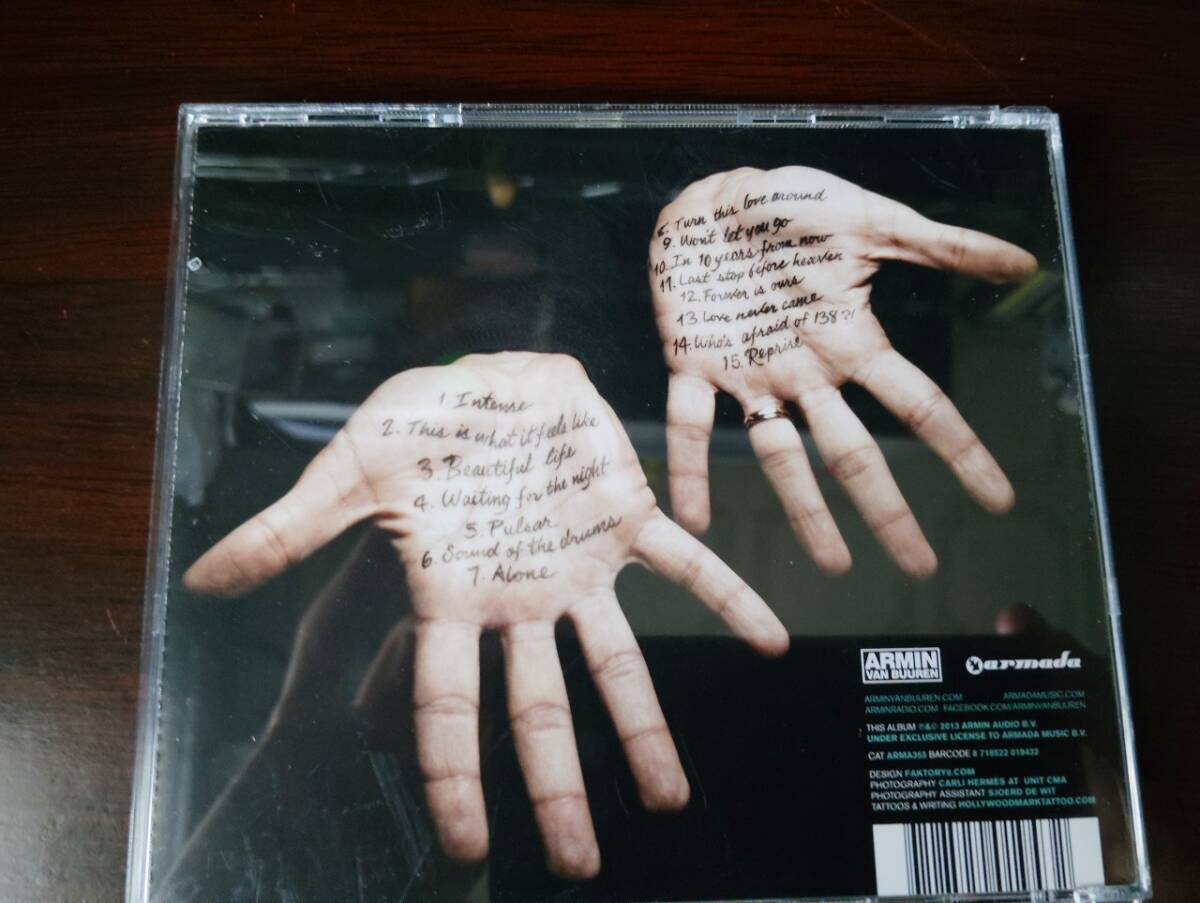 1. Intense
2. This is what it feels like
3. Beautiful life
4. Waiting for the night
5. Pulsar
6. Sound of the drums
7. Alone
8. Turn this love around
9. Won't let you go
10. In 10 years from now
11. Last stop before heaven
12. Forever is ours
13. Love never came
14. Who's afraid of 138?!
15. Reprise
ARMIN
VAN BUUREN
armada
ARMINVANBUUREN.COM ARMADAMUSIC.COM
ARMINRADIO.COM FACEBOOK.COM/ARMINVANBUUREN
THIS ALBUM ℗&© 2013 ARMIN AUDIO B.V.
UNDER EXCLUSIVE LICENSE TO ARMADA MUSIC B.V.
CAT ARMA355 BARCODE 8 718522 019432
DESIGN FAKTORY6.COM
PHOTOGRAPHY CARLI HERMÈS AT UNIT CMA
PHOTOGRAPHY ASSISTANT SJOERD DE WIT
TATTOOS & WRITING HOLLYWOODMARKTATTOO.COM